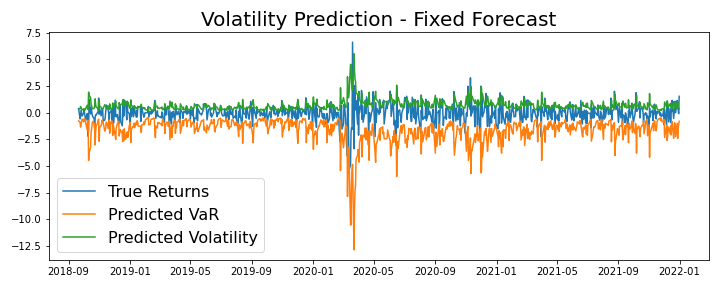 Volatility Prediction - Fixed Forecast
7.5
5.0
2.5
0.0
−2.5
−5.0
−7.5
−10.0
−12.5
True Returns
Predicted VaR
Predicted Volatility
2018-09 2019-01 2019-05 2019-09 2020-01 2020-05 2020-09 2021-01 2021-05 2021-09 2022-01